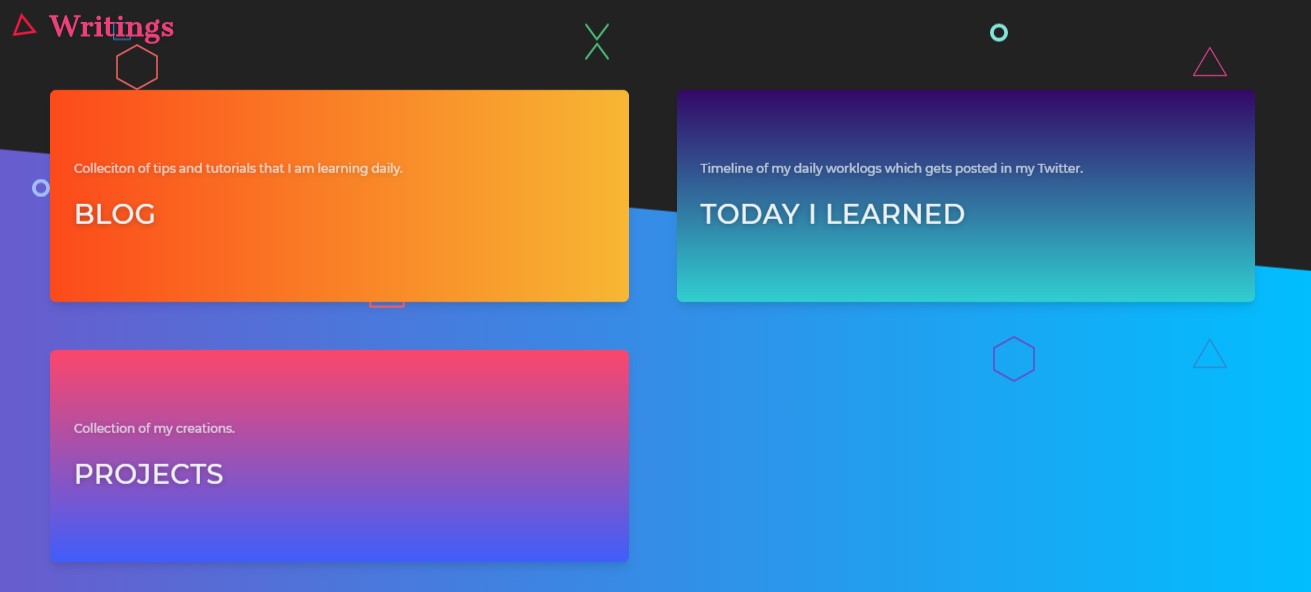 Writings
Colleciton of tips and tutorials that I am learning daily.
BLOG
Timeline of my daily worklogs which gets posted in my Twitter.
TODAY I LEARNED
Collection of my creations.
PROJECTS